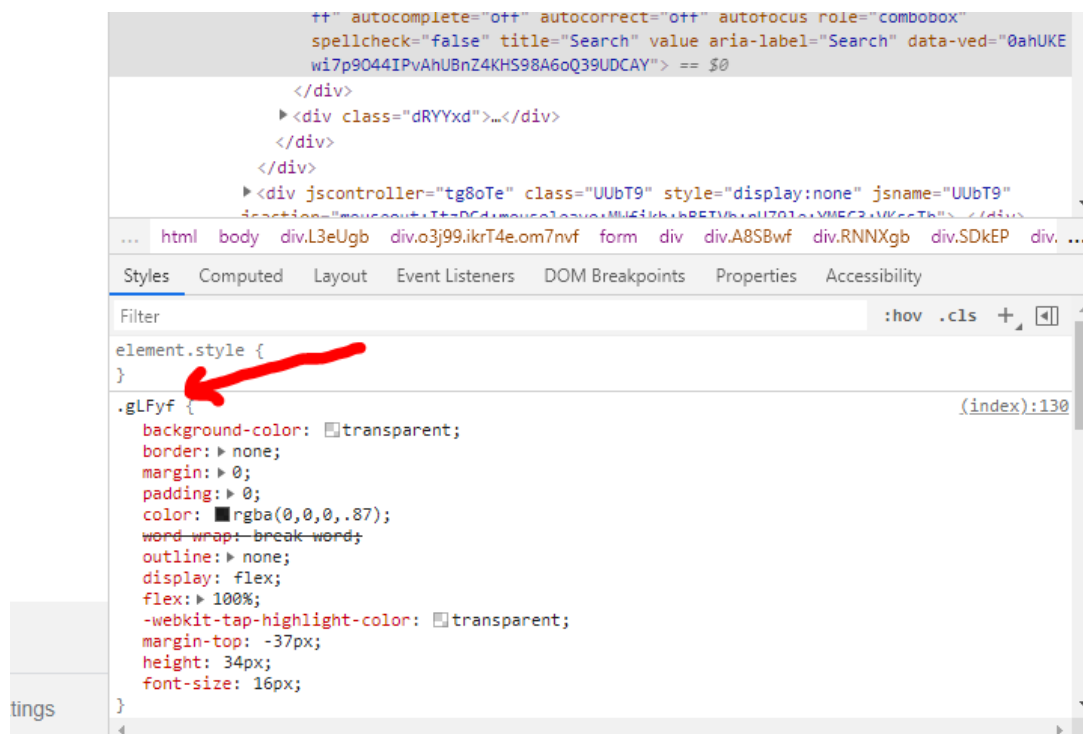 ff" autocomplete="off" autocorrect="off" autofocus role="combobox"
spellcheck="false" title="Search" value aria-label="Search" data-ved="0ahUKE
wi7p9O44IPvAhUBnZ4KHS98A6oQ39UDCAY"> == $0
</div>
<div class="dRYYxd">…</div>
</div>
</div>
<div jscontroller="tg8oTe" class="UUbT9" style="display:none" jsname="UUbT9"
... html body div.L3eUgb div.o3j99.ikrT4e.om7nvf form div div.A8SBwf div.RNNXgb div.SDkEP div. ...
Styles Computed Layout Event Listeners DOM Breakpoints Properties Accessibility
Filter :hov .cls +
element.style {
}
.gLFyf { (index):130
background-color: transparent;
border: none;
margin: 0;
padding: 0;
color: rgba(0,0,0,.87);
word-wrap: break-word;
outline: none;
display: flex;
flex: 100%;
-webkit-tap-highlight-color: transparent;
margin-top: -37px;
height: 34px;
font-size: 16px;
}
tings